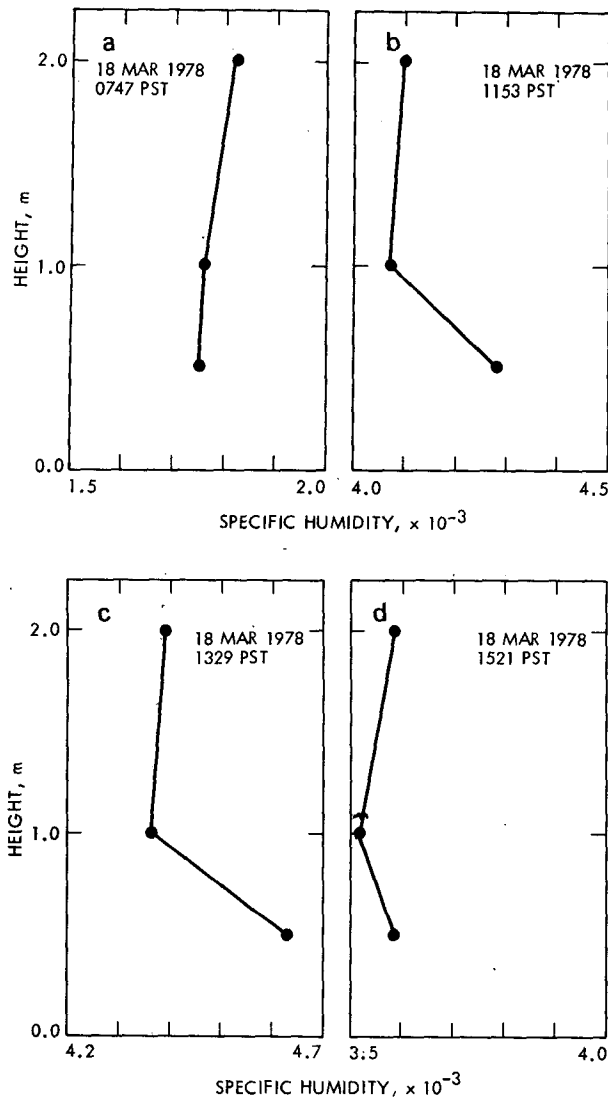 a
18 MAR 1978
0747 PST
b
18 MAR 1978
1153 PST
2.0
1.0
0.0
HEIGHT, m
1.5
2.0
4.0
4.5
SPECIFIC HUMIDITY, × 10⁻³
c
18 MAR 1978
1329 PST
d
18 MAR 1978
1521 PST
2.0
1.0
0.0
HEIGHT, m
4.2
4.7
3:5
4.0
SPECIFIC HUMIDITY, × 10⁻³